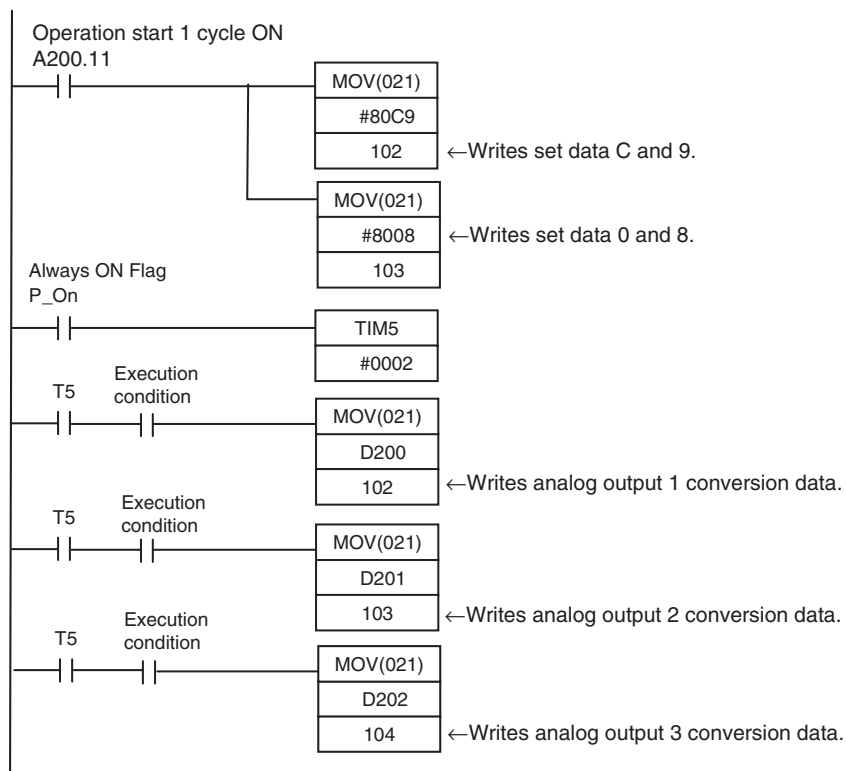 Operation start 1 cycle ON
A200.11
MOV(021)
#80C9
102 ←Writes set data C and 9.
MOV(021)
#8008 ←Writes set data 0 and 8.
103
Always ON Flag
P_On
TIM5
#0002
T5 Execution
condition
MOV(021)
D200
102 ←Writes analog output 1 conversion data.
T5 Execution
condition
MOV(021)
D201
103 ←Writes analog output 2 conversion data.
T5 Execution
condition
MOV(021)
D202
104 ←Writes analog output 3 conversion data.